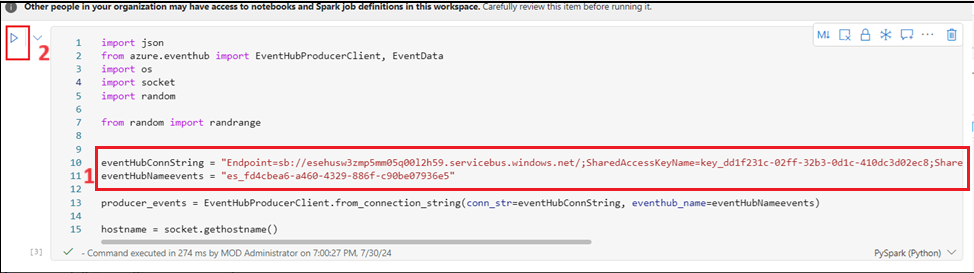 Other people in your organization may have access to notebooks and Spark job definitions in this workspace. Carefully review this item before running it.
2
M↓
1 import json
2 from azure.eventhub import EventHubProducerClient, EventData
3 import os
4 import socket
5 import random
6
7 from random import randrange
8
9
10 eventHubConnString = "Endpoint=sb://esehusw3zmp5mm05q00l2h59.servicebus.windows.net/;SharedAccessKeyName=key_dd1f231c-02ff-32b3-0d1c-410dc3d02ec8;Share
1
11 eventHubNameevents = "es_fd4cbea6-a460-4329-886f-c90be07936e5"
12
13 producer_events = EventHubProducerClient.from_connection_string(conn_str=eventHubConnString, eventhub_name=eventHubNameevents)
14
15 hostname = socket.gethostname()
[3] - Command executed in 274 ms by MOD Administrator on 7:00:27 PM, 7/30/24 PySpark (Python)